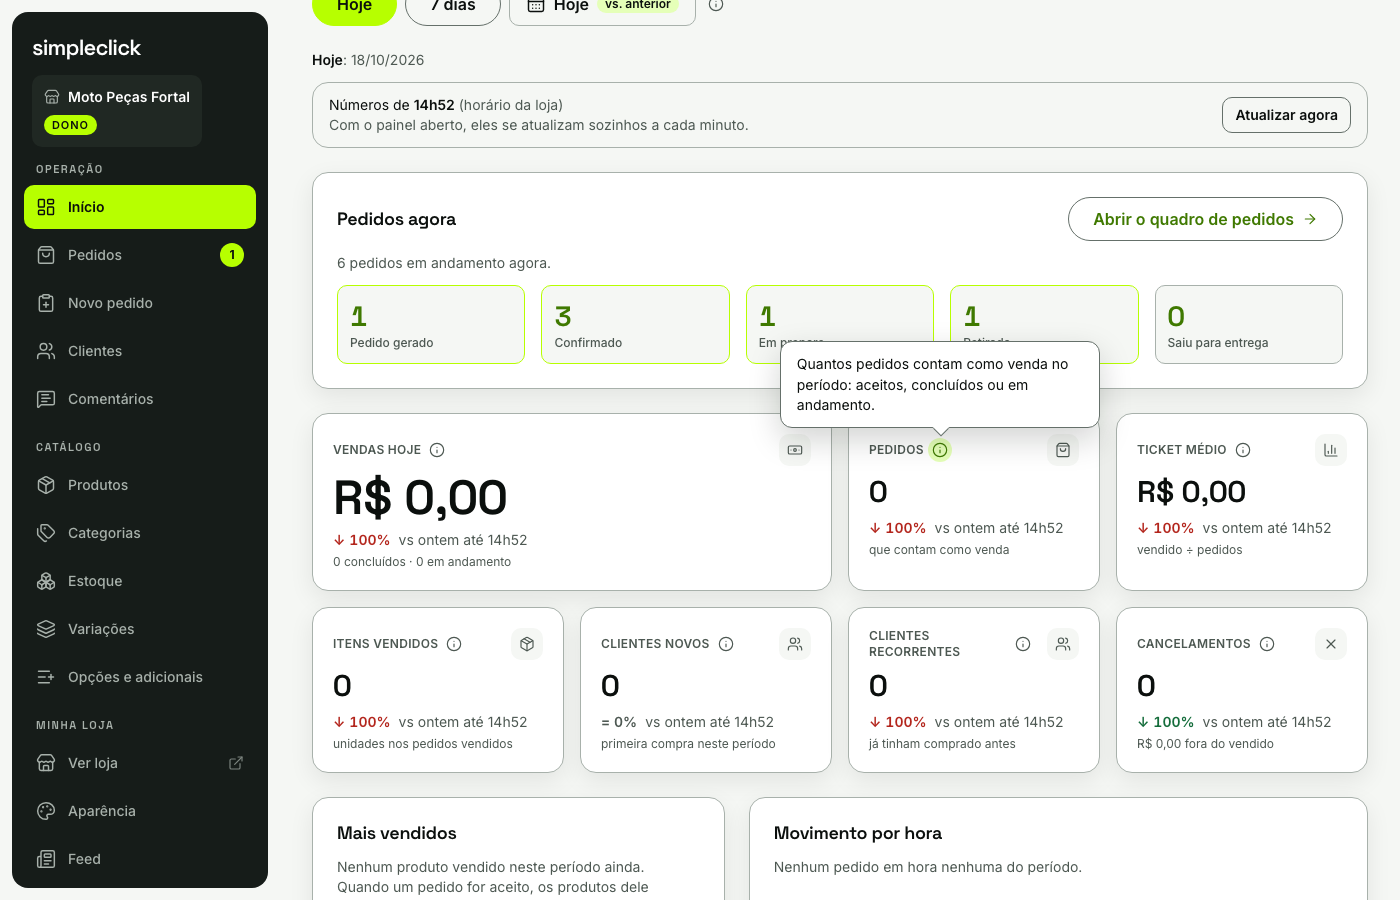 simpleclick
Moto Peças Fortal
DONO
OPERAÇÃO
Início
Pedidos 1
Novo pedido
Clientes
Comentários
CATÁLOGO
Produtos
Categorias
Estoque
Variações
Opções e adicionais
MINHA LOJA
Ver loja
Aparência
Feed
Hoje 7 dias Hoje vs. anterior
Hoje: 18/10/2026
Números de 14h52 (horário da loja)
Com o painel aberto, eles se atualizam sozinhos a cada minuto.
Atualizar agora
Pedidos agora
Abrir o quadro de pedidos
6 pedidos em andamento agora.
1 3 1 1 0
Pedido gerado Confirmado Em Saiu para entrega
Quantos pedidos contam como venda no
período: aceitos, concluídos ou em
andamento.
VENDAS HOJE
R$ 0,00
↓ 100% vs ontem até 14h52
0 concluídos · 0 em andamento
PEDIDOS
0
↓ 100% vs ontem até 14h52
que contam como venda
TICKET MÉDIO
R$ 0,00
↓ 100% vs ontem até 14h52
vendido ÷ pedidos
ITENS VENDIDOS
0
↓ 100% vs ontem até 14h52
unidades nos pedidos vendidos
CLIENTES NOVOS
0
= 0% vs ontem até 14h52
primeira compra neste período
CLIENTES
RECORRENTES
0
↓ 100% vs ontem até 14h52
já tinham comprado antes
CANCELAMENTOS
0
↓ 100% vs ontem até 14h52
R$ 0,00 fora do vendido
Mais vendidos
Nenhum produto vendido neste período ainda.
Quando um pedido for aceito, os produtos dele
Movimento por hora
Nenhum pedido em hora nenhuma do período.